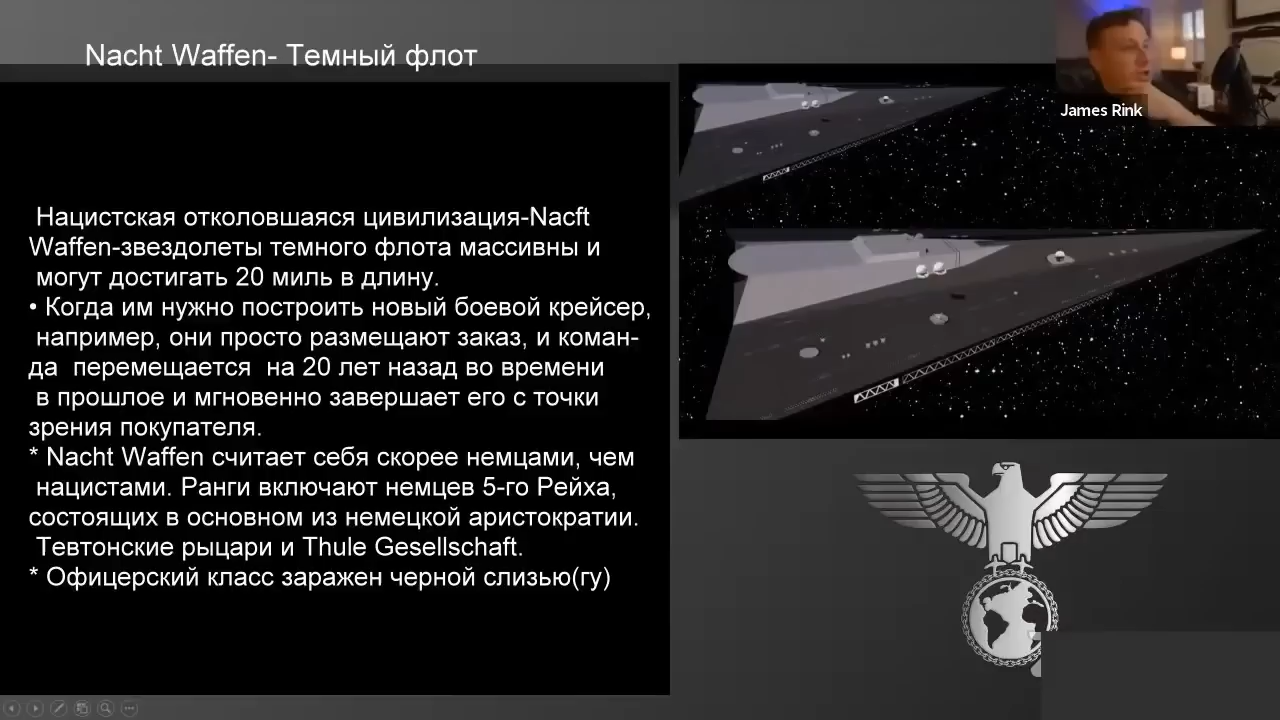 Nacht Waffen- Темный флот
James Rink
Нацистская отколовшаяся цивилизация-Nacft
Waffen-звездолеты темного флота массивны и
могут достигать 20 миль в длину.
• Когда им нужно построить новый боевой крейсер,
например, они просто размещают заказ, и коман-
да перемещается на 20 лет назад во времени
в прошлое и мгновенно завершает его с точки
зрения покупателя.
* Nacht Waffen считает себя скорее немцами, чем
нацистами. Ранги включают немцев 5-го Рейха,
состоящих в основном из немецкой аристократии.
Тевтонские рыцари и Thule Gesellschaft.
* Офицерский класс заражен черной слизью(гу)